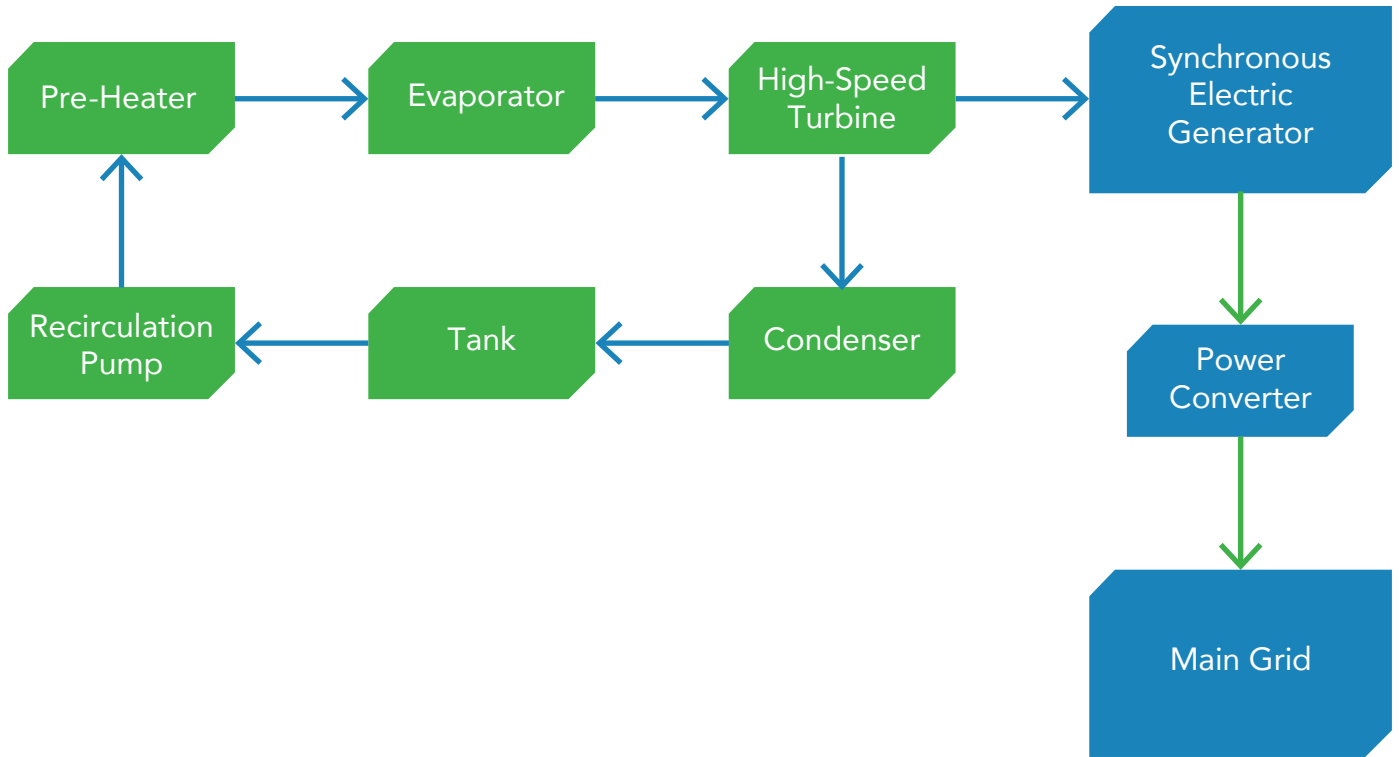 Pre-Heater
Evaporator
High-Speed
Turbine
Synchronous
Electric
Generator
Recirculation
Pump
Tank
Condenser
Power
Converter
Main Grid